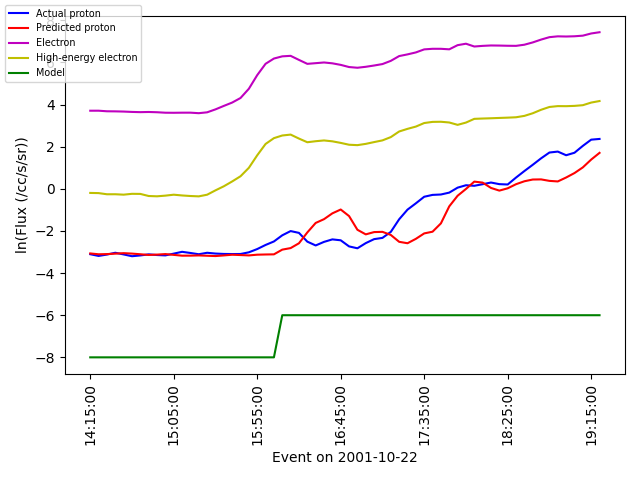 Actual proton
Predicted proton
Electron
High-energy electron
Model
4
2
0
−2
−4
−6
−8
ln(Flux (/cc/s/sr))
14:15:00
15:05:00
15:55:00
16:45:00
17:35:00
18:25:00
19:15:00
Event on 2001-10-22